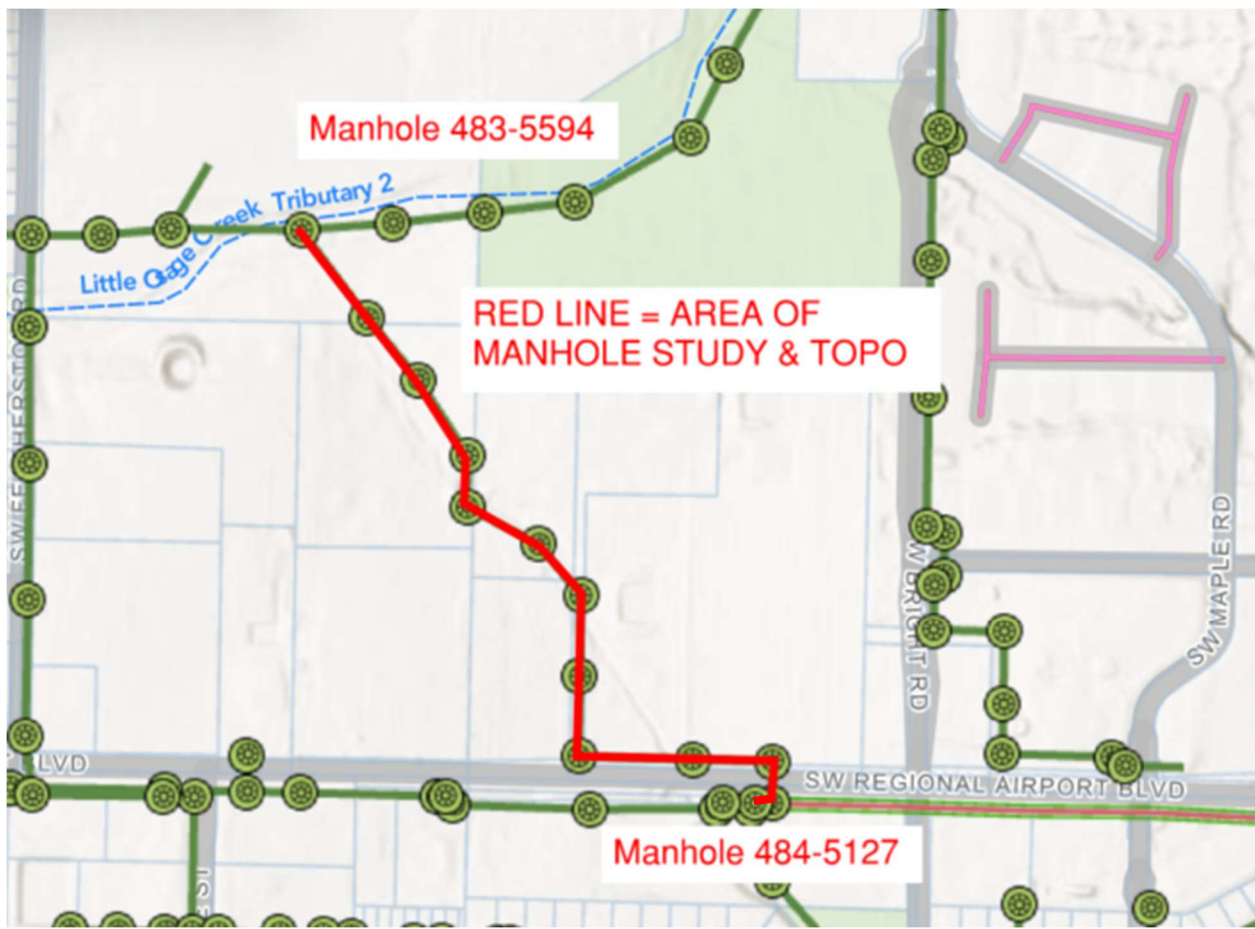 Manhole 483-5594
Little Osage Creek Tributary 2
RED LINE = AREA OF
MANHOLE STUDY & TOPO
SW MAPLE RD
W BRIGHT RD
BLVD
SW REGIONAL AIRPORT BLVD
Manhole 484-5127